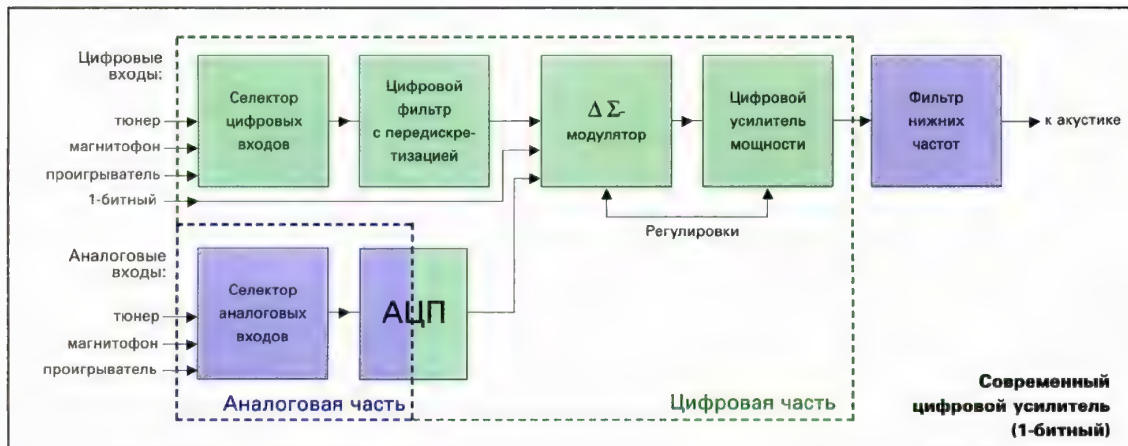 Цифровые
входы:
тюнер
магнитофон
проигрыватель
1-битный
Селектор
цифровых
входов
Цифровой
фильтр
с передискре-
тизацией
ΔΣ-
модулятор
Цифровой
усилитель
мощности
Фильтр
нижних
частот
к акустике
Регулировки
Аналоговые
входы:
тюнер
магнитофон
проигрыватель
Селектор
аналоговых
входов
АЦП
Аналоговая часть
Цифровая часть
Современный
цифровой усилитель
(1-битный)